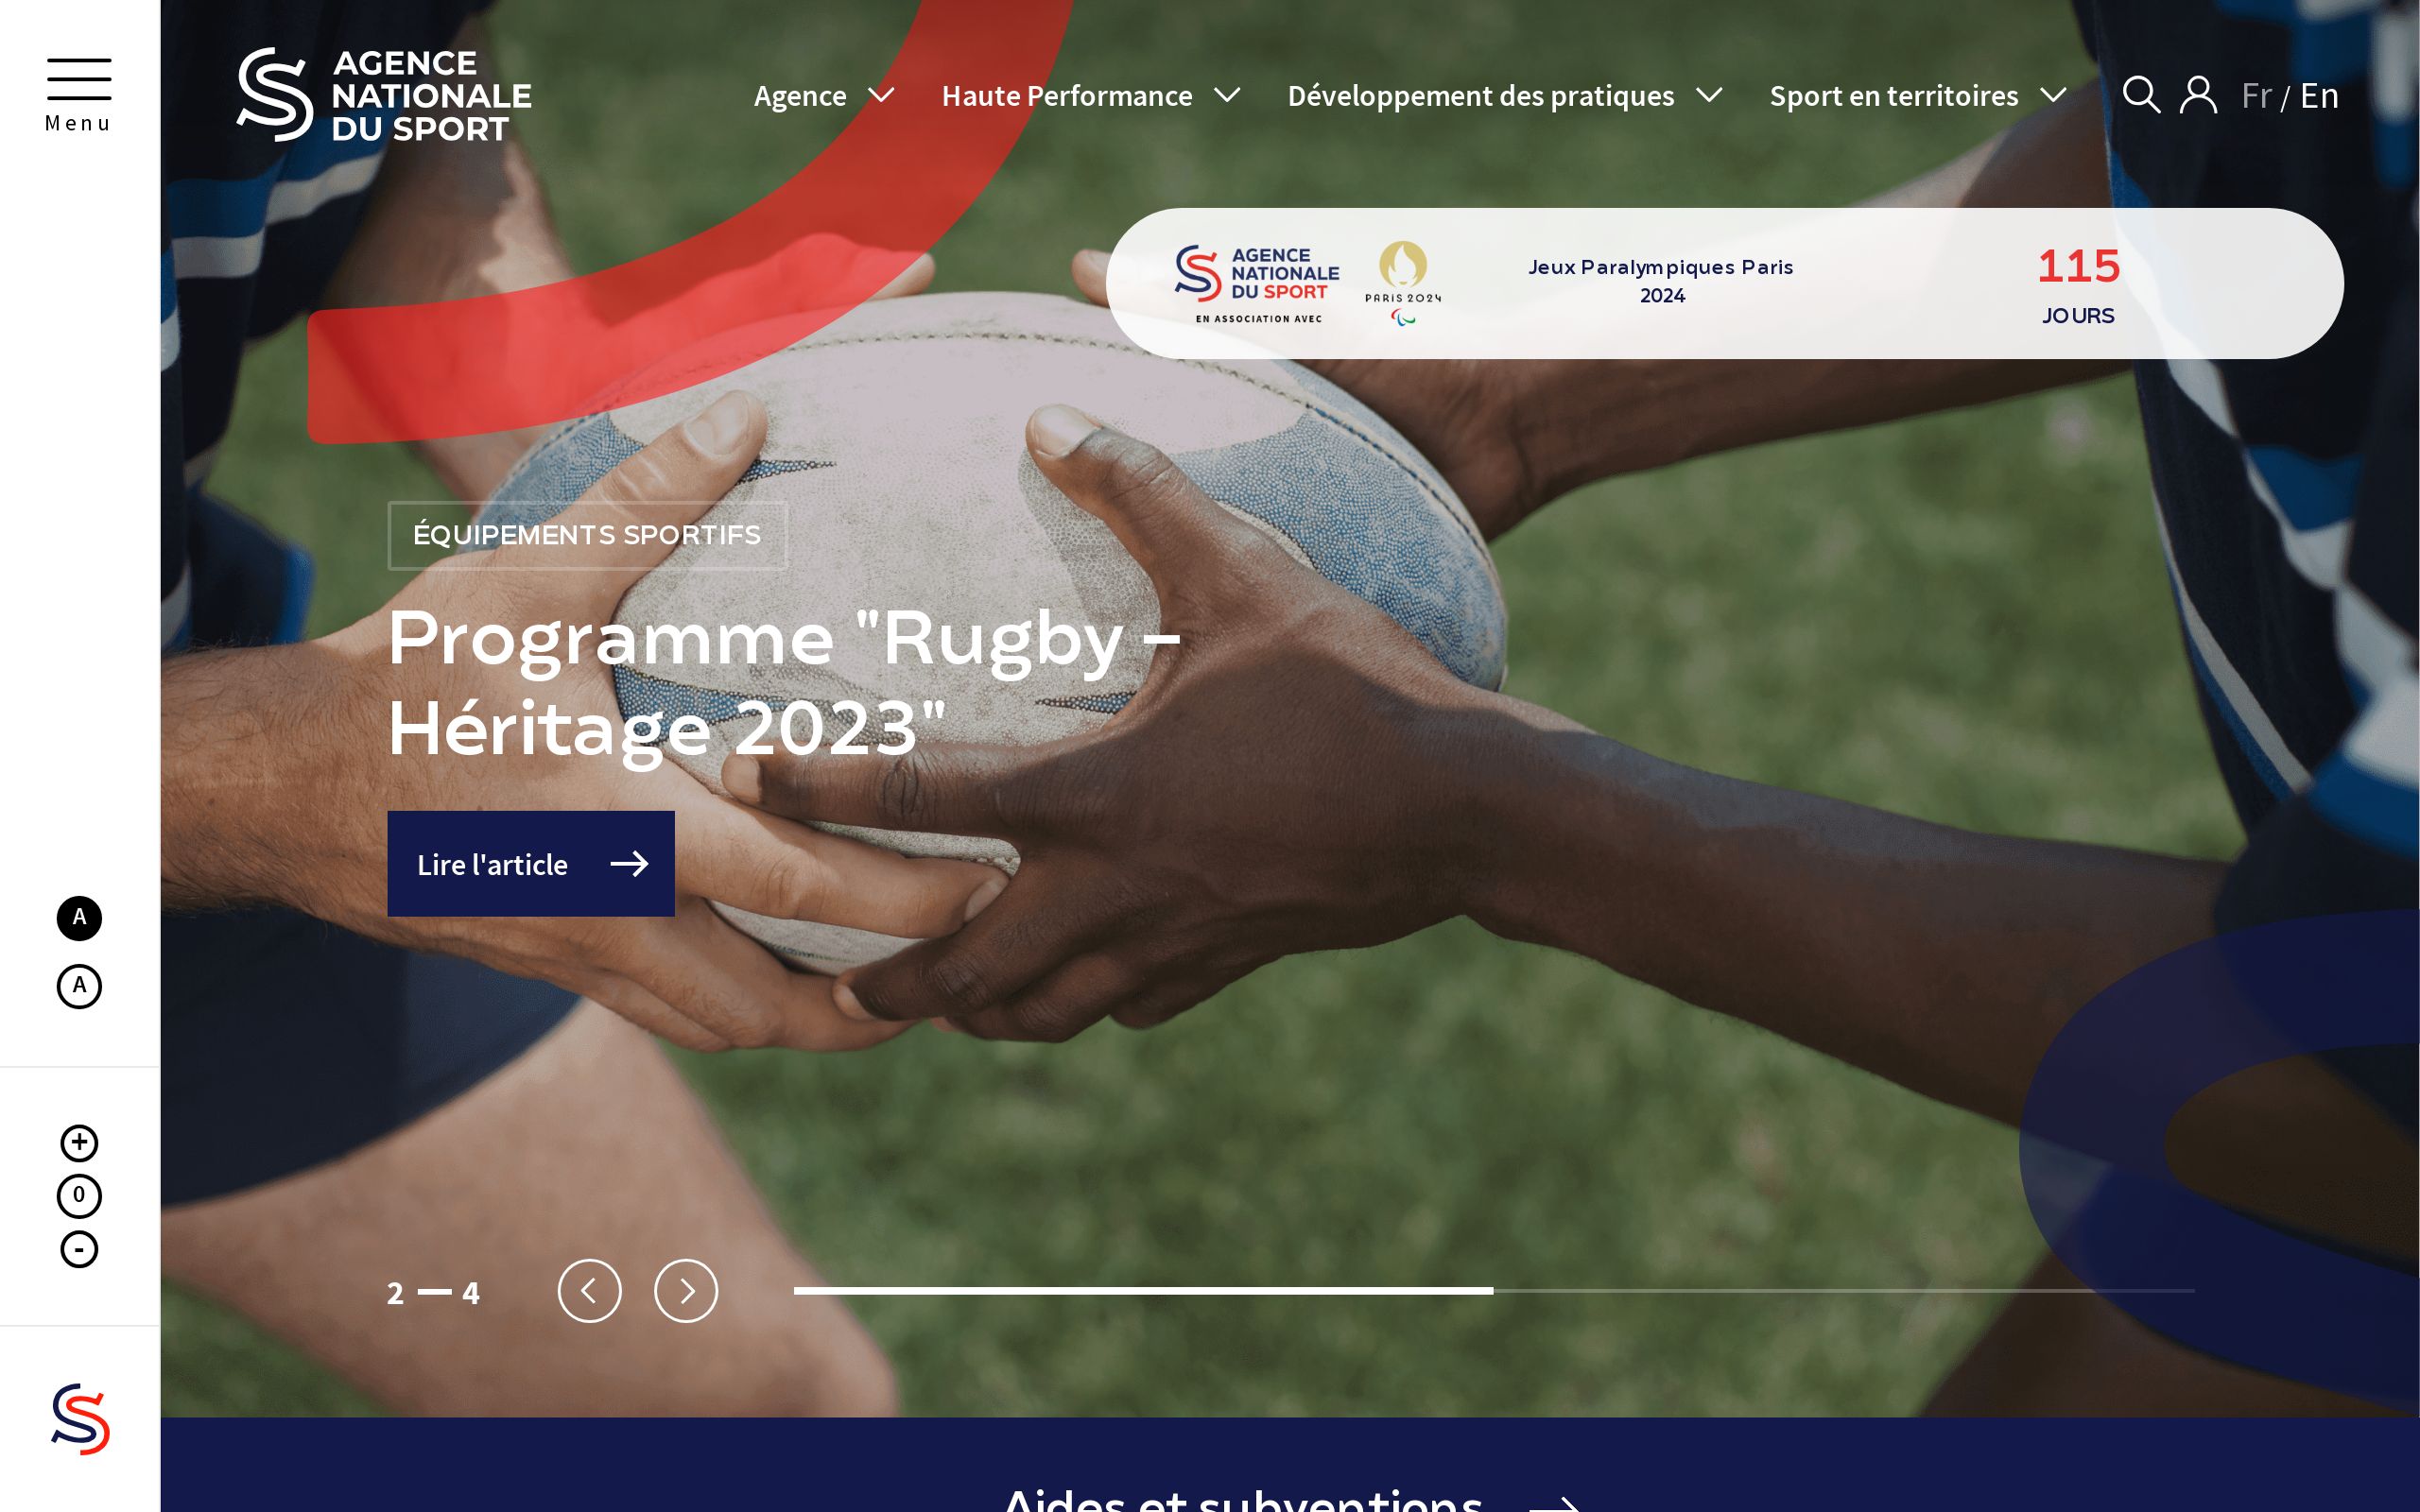 Menu
AGENCE
NATIONALE
DU SPORT
Agence
Haute Performance
Développement des pratiques
Sport en territoires
Fr / En
AGENCE
NATIONALE
DU SPORT
EN ASSOCIATION AVEC
PARIS 2024
Jeux Paralympiques Paris
2024
115
JOURS
ÉQUIPEMENTS SPORTIFS
Programme "Rugby –
Héritage 2023"
Lire l'article
A
A
+
0
-
2 — 4
Aides et subventions